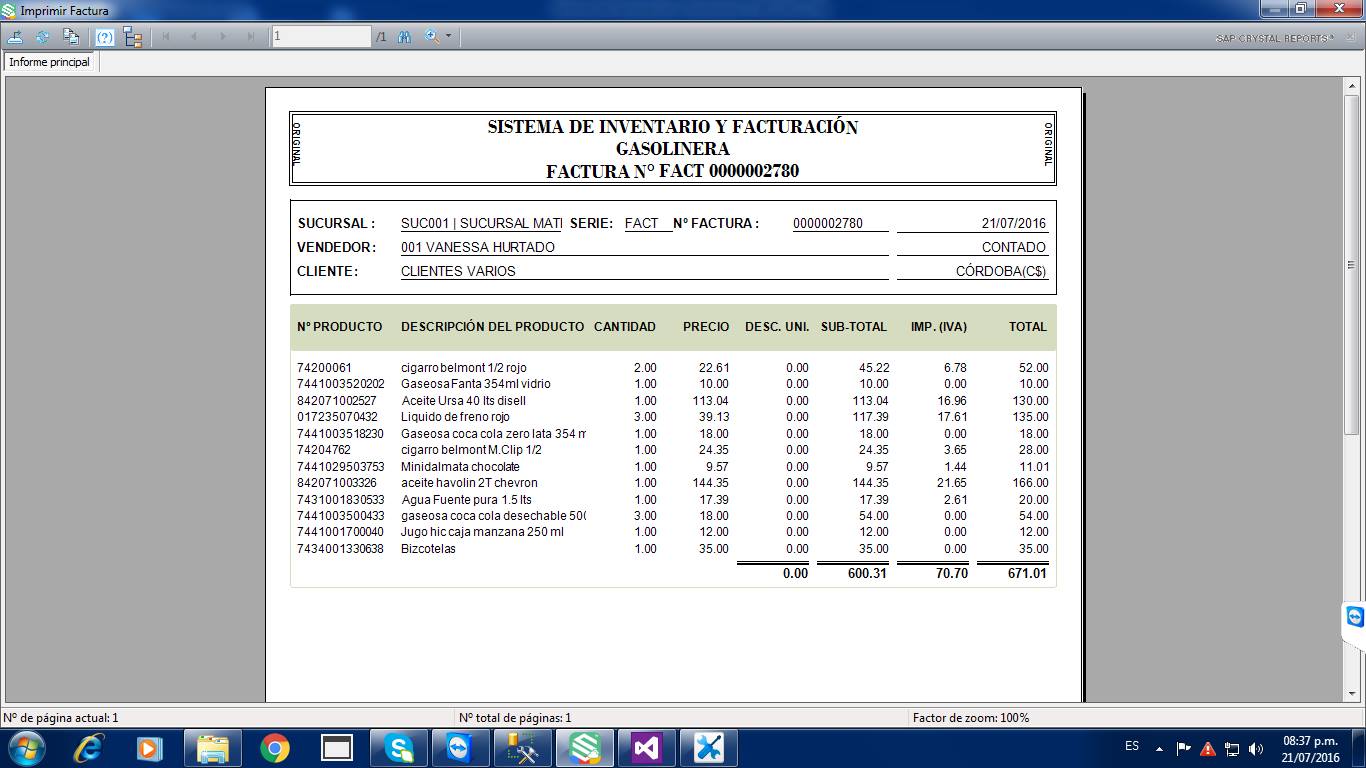 Imprimir Factura
1 /1 SAP CRYSTAL REPORTS®
Informe principal
ORIGINAL
SISTEMA DE INVENTARIO Y FACTURACIÓN
GASOLINERA
FACTURA Nº FACT 0000002780
ORIGINAL
SUCURSAL : SUC001 | SUCURSAL MATI SERIE: FACT Nº FACTURA : 0000002780 21/07/2016
VENDEDOR : 001 VANESSA HURTADO CONTADO
CLIENTE : CLIENTES VARIOS CÓRDOBA(C$)
Nº PRODUCTO DESCRIPCIÓN DEL PRODUCTO CANTIDAD PRECIO DESC. UNI. SUB-TOTAL IMP. (IVA) TOTAL
74200061 cigarro belmont 1/2 rojo 2.00 22.61 0.00 45.22 6.78 52.00
7441003520202 Gaseosa Fanta 354ml vidrio 1.00 10.00 0.00 10.00 0.00 10.00
842071002527 Aceite Ursa 40 lts disell 1.00 113.04 0.00 113.04 16.96 130.00
017235070432 Liquido de freno rojo 3.00 39.13 0.00 117.39 17.61 135.00
7441003518230 Gaseosa coca cola zero lata 354 m 1.00 18.00 0.00 18.00 0.00 18.00
74204762 cigarro belmont M.Clip 1/2 1.00 24.35 0.00 24.35 3.65 28.00
7441029503753 Minidalmata chocolate 1.00 9.57 0.00 9.57 1.44 11.01
842071003326 aceite havolin 2T chevron 1.00 144.35 0.00 144.35 21.65 166.00
7431001830533 Agua Fuente pura 1.5 lts 1.00 17.39 0.00 17.39 2.61 20.00
7441003500433 gaseosa coca cola desechable 500 3.00 18.00 0.00 54.00 0.00 54.00
7441001700040 Jugo hic caja manzana 250 ml 1.00 12.00 0.00 12.00 0.00 12.00
7434001330638 Bizcotelas 1.00 35.00 0.00 35.00 0.00 35.00
0.00 600.31 70.70 671.01
Nº de página actual: 1 Nº total de páginas: 1 Factor de zoom: 100%
ES 08:37 p.m.
21/07/2016